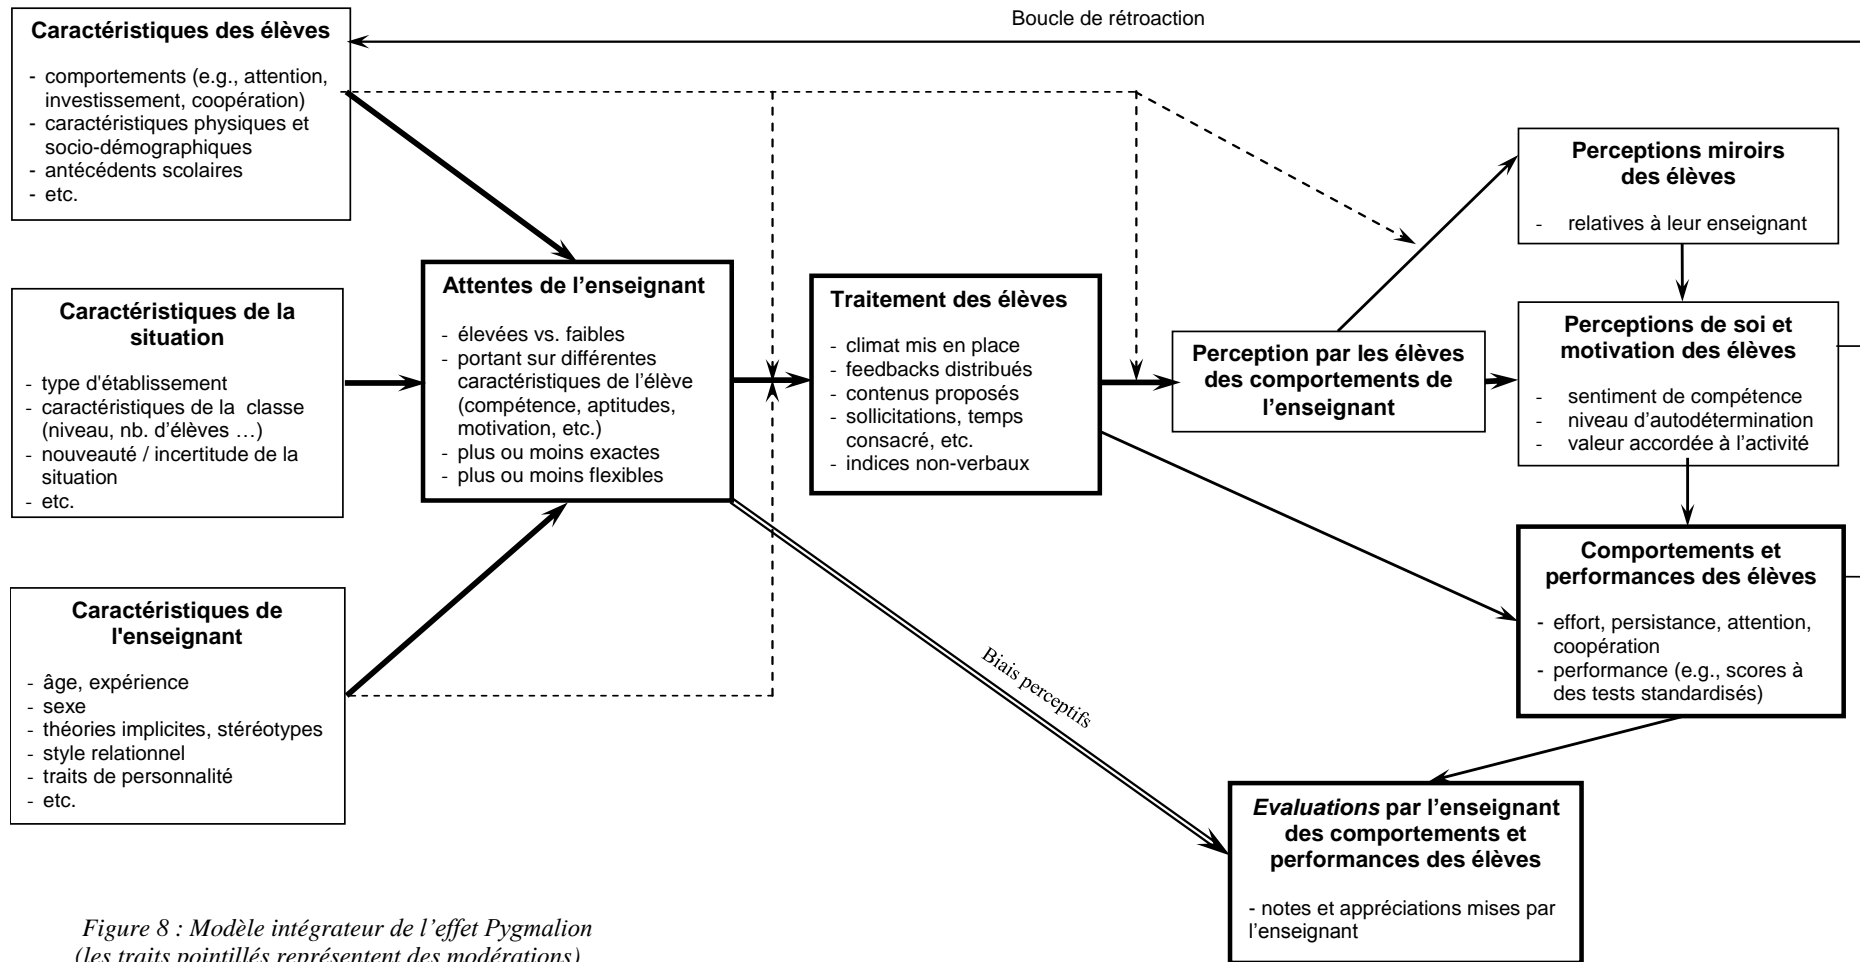 Boucle de rétroaction
Caractéristiques des élèves
- comportements (e.g., attention,
investissement, coopération)
- caractéristiques physiques et
socio-démographiques
- antécédents scolaires
- etc.
Caractéristiques de la
situation
- type d'établissement
- caractéristiques de la classe
(niveau, nb. d'élèves …)
- nouveauté / incertitude de la
situation
- etc.
Caractéristiques de
l'enseignant
- âge, expérience
- sexe
- théories implicites, stéréotypes
- style relationnel
- traits de personnalité
- etc.
Attentes de l’enseignant
- élevées vs. faibles
- portant sur différentes
caractéristiques de l’élève
(compétence, aptitudes,
motivation, etc.)
- plus ou moins exactes
- plus ou moins flexibles
Traitement des élèves
- climat mis en place
- feedbacks distribués
- contenus proposés
- sollicitations, temps
consacré, etc.
- indices non-verbaux
Perception par les élèves
des comportements de
l’enseignant
Perceptions miroirs
des élèves
- relatives à leur enseignant
Perceptions de soi et
motivation des élèves
- sentiment de compétence
- niveau d’autodétermination
- valeur accordée à l’activité
Comportements et
performances des élèves
- effort, persistance, attention,
coopération
- performance (e.g., scores à
des tests standardisés)
Biais perceptifs
Evaluations par l’enseignant
des comportements et
performances des élèves
- notes et appréciations mises par
l’enseignant
Figure 8 : Modèle intégrateur de l’effet Pygmalion
(les traits pointillés représentent des modérations)